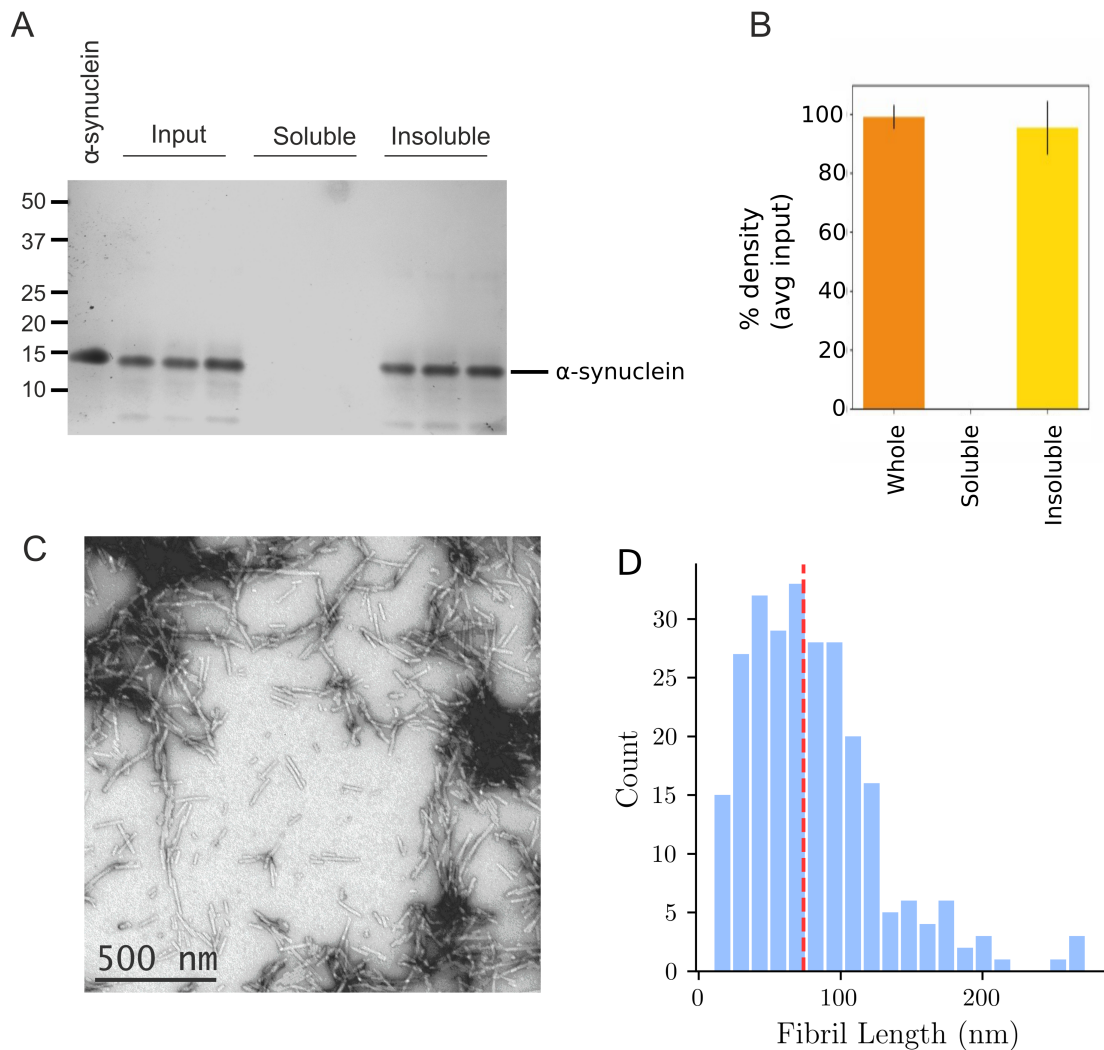 A
α-synuclein
Input
Soluble
Insoluble
50
37
25
20
15
10
α-synuclein
B
% density
(avg input)
100
80
60
40
20
0
Whole
Soluble
Insoluble
C
500 nm
D
Count
30
25
20
15
10
5
0
0
100
200
Fibril Length (nm)